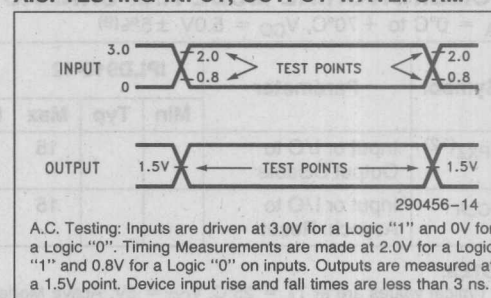 A.C. TESTING INPUT, OUTPUT WAVEFORM
3.0
INPUT
0
2.0
0.8
TEST POINTS
2.0
0.8
OUTPUT
1.5V
TEST POINTS
1.5V
290456-14
A.C. Testing: Inputs are driven at 3.0V for a Logic "1" and 0V for
a Logic "0". Timing Measurements are made at 2.0V for a Logic
"1" and 0.8V for a Logic "0" on inputs. Outputs are measured at
a 1.5V point. Device input rise and fall times are less than 3 ns.